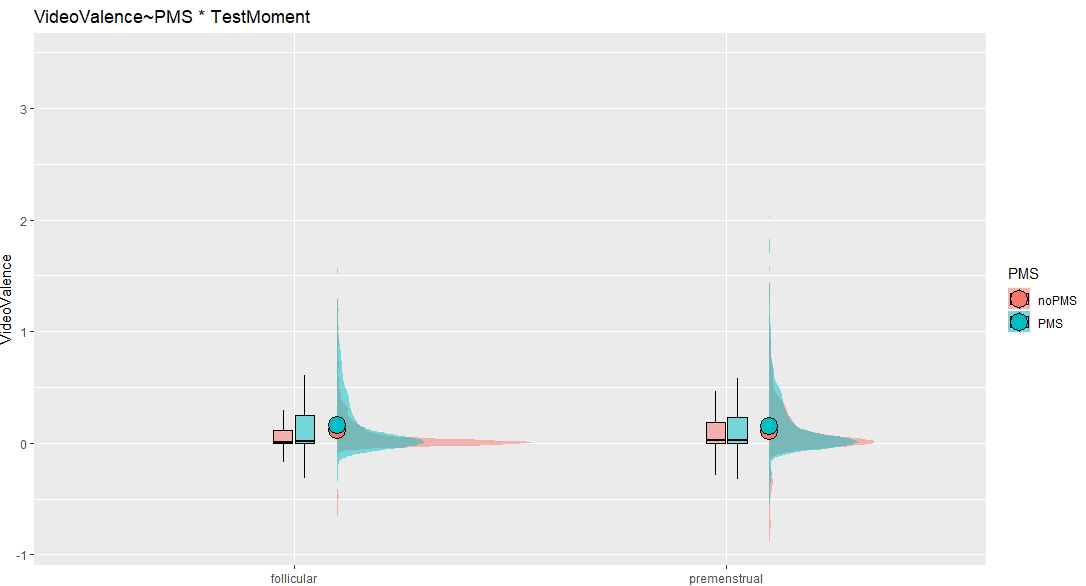 VideoValence~PMS * TestMoment
VideoValence
3
2
1
0
-1
follicular
premenstrual
PMS
noPMS
PMS